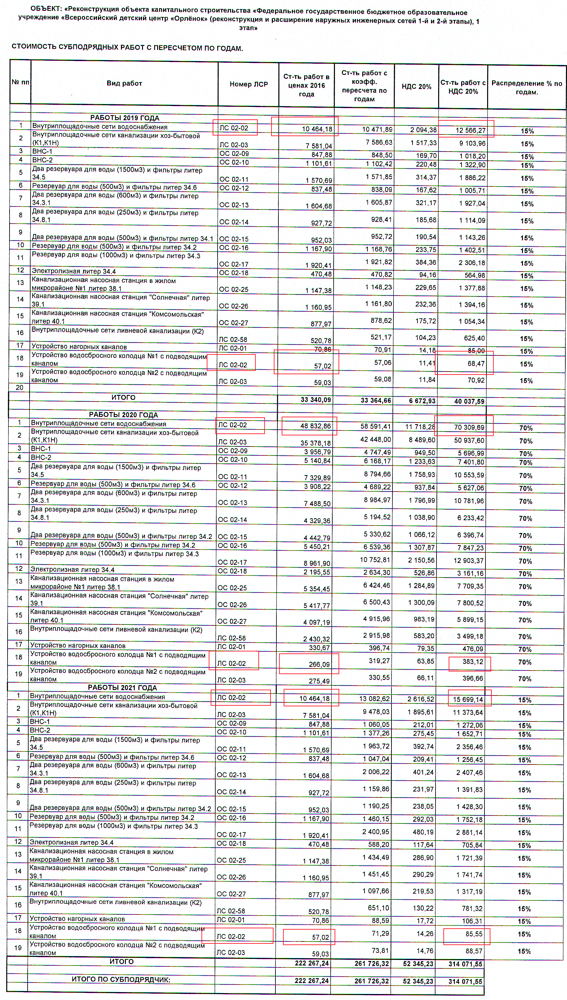 ОБЪЕКТ: «Реконструкция объекта капитального строительства «Федеральное государственное бюджетное образовательное
учреждение «Всероссийский детский центр «Орлёнок» (реконструкция и расширение наружных инженерных сетей 1-й и 2-й этапы), 1
этап»
СТОИМОСТЬ СУБПОДРЯДНЫХ РАБОТ С ПЕРЕСЧЕТОМ ПО ГОДАМ.
№ пп Вид работ Номер ЛСР Ст-ть работ в ценах 2016 года Ст-ть работ с коэфф. пересчета по годам НДС 20% Ст-ть работ с НДС 20% Распределение % по годам.
РАБОТЫ 2019 ГОДА
1 Внутриплощадочные сети водоснабжения ЛС 02-02 10 464,18 10 471,89 2 094,38 12 566,27 15%
2 Внутриплощадочные сети канализации хоз-бытовой
(К1,К1Н) ЛС 02-03 7 581,04 7 586,63 1 517,33 9 103,96 15%
3 ВНС-1 ОС 02-09 847,88 848,50 169,70 1 018,20 15%
4 ВНС-2 ОС 02-10 1 101,61 1 102,42 220,48 1 322,90 15%
5 Два резервуара для воды (1500м3) и фильтры литер
34.5 ОС 02-11 1 570,69 1 571,85 314,37 1 886,22 15%
6 Резервуар для воды (500м3) и фильтры литер 34.6 ОС 02-12 837,48 838,09 167,62 1 005,71 15%
7 Два резервуара для воды (600м3) и фильтры литер
34.3.1 ОС 02-13 1 604,68 1 605,87 321,17 1 927,04 15%
8 Два резервуара для воды (250м3) и фильтры литер
34.8.1 ОС 02-14 927,72 928,41 185,68 1 114,09 15%
9 Два резервуара для воды (500м3) и фильтры литер 34.1 ОС 02-15 952,03 952,72 190,54 1 143,26 15%
10 Резервуар для воды (500м3) и фильтры литер 34.2 ОС 02-16 1 167,90 1 168,76 233,75 1 402,51 15%
11 Резервуар для воды (1000м3) и фильтры литер 34.3 ОС 02-17 1 920,41 1 921,82 384,36 2 306,18 15%
12 Электролизная литер 34.4 ОС 02-18 470,48 470,82 94,16 564,98 15%
13 Канализационная насосная станция в жилом
микрорайоне №1 литер 38.1 ОС 02-25 1 147,38 1 148,23 229,65 1 377,88 15%
14 Канализационная насосная станция "Солнечная" литер
39.1 ОС 02-26 1 160,95 1 161,80 232,36 1 394,16 15%
15 Канализационная насосная станция "Комсомольская"
литер 40.1 ОС 02-27 877,97 878,62 175,72 1 054,34 15%
16 Внутриплощадочные сети ливневой канализации (К2) ЛС 02-58 520,78 521,17 104,23 625,40 15%
17 Устройство нагорных каналов ЛС 02-01 70,86 70,91 14,18 85,09 15%
18 Устройство водосбросного колодца №1 с подводящим
каналом ЛС 02-02 57,02 57,06 11,41 68,47 15%
19 Устройство водосбросного колодца №2 с подводящим
каналом ЛС 02-03 59,03 59,08 11,84 70,92 15%
20
ИТОГО 33 340,09 33 364,66 6 672,93 40 037,59
РАБОТЫ 2020 ГОДА
1 Внутриплощадочные сети водоснабжения ЛС 02-02 48 832,86 58 591,41 11 718,28 70 309,69 70%
2 Внутриплощадочные сети канализации хоз-бытовой
(К1,К1Н) ЛС 02-03 35 378,18 42 448,00 8 489,60 50 937,60 70%
3 ВНС-1 ОС 02-09 3 956,79 4 747,49 949,50 5 696,99 70%
4 ВНС-2 ОС 02-10 5 140,84 6 168,17 1 233,63 7 401,80 70%
5 Два резервуара для воды (1500м3) и фильтры литер
34.5 ОС 02-11 7 329,89 8 794,66 1 758,93 10 553,59 70%
6 Резервуар для воды (500м3) и фильтры литер 34.6 ОС 02-12 3 908,22 4 689,22 937,84 5 627,06 70%
7 Два резервуара для воды (600м3) и фильтры литер
34.3.1 ОС 02-13 7 488,50 8 984,97 1 796,99 10 781,96 70%
8 Два резервуара для воды (250м3) и фильтры литер
34.8.1 ОС 02-14 4 329,36 5 194,52 1 038,90 6 233,42 70%
9 Два резервуара для воды (500м3) и фильтры литер 34.2 ОС 02-15 4 442,79 5 330,62 1 066,12 6 396,74 70%
10 Резервуар для воды (500м3) и фильтры литер 34.2 ОС 02-16 5 450,21 6 539,36 1 307,87 7 847,23 70%
11 Резервуар для воды (1000м3) и фильтры литер 34.3 ОС 02-17 8 961,90 10 752,81 2 150,56 12 903,37 70%
12 Электролизная литер 34.4 ОС 02-18 2 195,55 2 634,30 526,86 3 161,16 70%
13 Канализационная насосная станция в жилом
микрорайоне №1 литер 38.1 ОС 02-25 5 354,45 6 424,46 1 284,89 7 709,35 70%
14 Канализационная насосная станция "Солнечная" литер
39.1 ОС 02-26 5 417,77 6 500,43 1 300,09 7 800,52 70%
15 Канализационная насосная станция "Комсомольская"
литер 40.1 ОС 02-27 4 097,19 4 915,96 983,19 5 899,15 70%
16 Внутриплощадочные сети ливневой канализации (К2) ЛС 02-58 2 430,32 2 915,98 583,20 3 499,18 70%
17 Устройство нагорных каналов ЛС 02-01 330,67 396,74 79,35 476,09 70%
18 Устройство водосбросного колодца №1 с подводящим
каналом ЛС 02-02 266,09 319,27 63,85 383,12 70%
19 Устройство водосбросного колодца №2 с подводящим
каналом ЛС 02-03 275,49 330,55 66,11 396,66 70%
РАБОТЫ 2021 ГОДА
1 Внутриплощадочные сети водоснабжения ЛС 02-02 10 464,18 13 082,62 2 616,52 15 699,14 15%
2 Внутриплощадочные сети канализации хоз-бытовой
(К1,К1Н) ЛС 02-03 7 581,04 9 478,03 1 895,61 11 373,64 15%
3 ВНС-1 ОС 02-09 847,88 1 060,05 212,01 1 272,06 15%
4 ВНС-2 ОС 02-10 1 101,61 1 377,26 275,45 1 652,71 15%
5 Два резервуара для воды (1500м3) и фильтры литер
34.5 ОС 02-11 1 570,69 1 963,72 392,74 2 356,46 15%
6 Резервуар для воды (500м3) и фильтры литер 34.6 ОС 02-12 837,48 1 047,04 209,41 1 256,45 15%
7 Два резервуара для воды (600м3) и фильтры литер
34.3.1 ОС 02-13 1 604,68 2 006,22 401,24 2 407,46 15%
8 Два резервуара для воды (250м3) и фильтры литер
34.8.1 ОС 02-14 927,72 1 159,86 231,97 1 391,83 15%
9 Два резервуара для воды (500м3) и фильтры литер 34.2 ОС 02-15 952,03 1 190,25 238,05 1 428,30 15%
10 Резервуар для воды (500м3) и фильтры литер 34.2 ОС 02-16 1 167,90 1 460,15 292,03 1 752,18 15%
11 Резервуар для воды (1000м3) и фильтры литер 34.3 ОС 02-17 1 920,41 2 400,95 480,19 2 881,14 15%
12 Электролизная литер 34.4 ОС 02-18 470,48 588,20 117,64 705,84 15%
13 Канализационная насосная станция в жилом
микрорайоне №1 литер 38.1 ОС 02-25 1 147,38 1 434,49 286,90 1 721,39 15%
14 Канализационная насосная станция "Солнечная" литер
39.1 ОС 02-26 1 160,95 1 451,45 290,29 1 741,74 15%
15 Канализационная насосная станция "Комсомольская"
литер 40.1 ОС 02-27 877,97 1 097,66 219,53 1 317,19 15%
16 Внутриплощадочные сети ливневой канализации (К2) ЛС 02-58 520,78 651,10 130,22 781,32 15%
17 Устройство нагорных каналов ЛС 02-01 70,86 88,59 17,72 106,31 15%
18 Устройство водосбросного колодца №1 с подводящим
каналом ЛС 02-02 57,02 71,29 14,26 85,55 15%
19 Устройство водосбросного колодца №2 с подводящим
каналом ЛС 02-03 59,03 73,81 14,76 88,57 15%
ИТОГО 222 267,24 261 726,32 52 345,23 314 071,55
ИТОГО ПО СУБПОДРЯДЧИК: 222 267,24 261 726,32 52 345,23 314 071,55